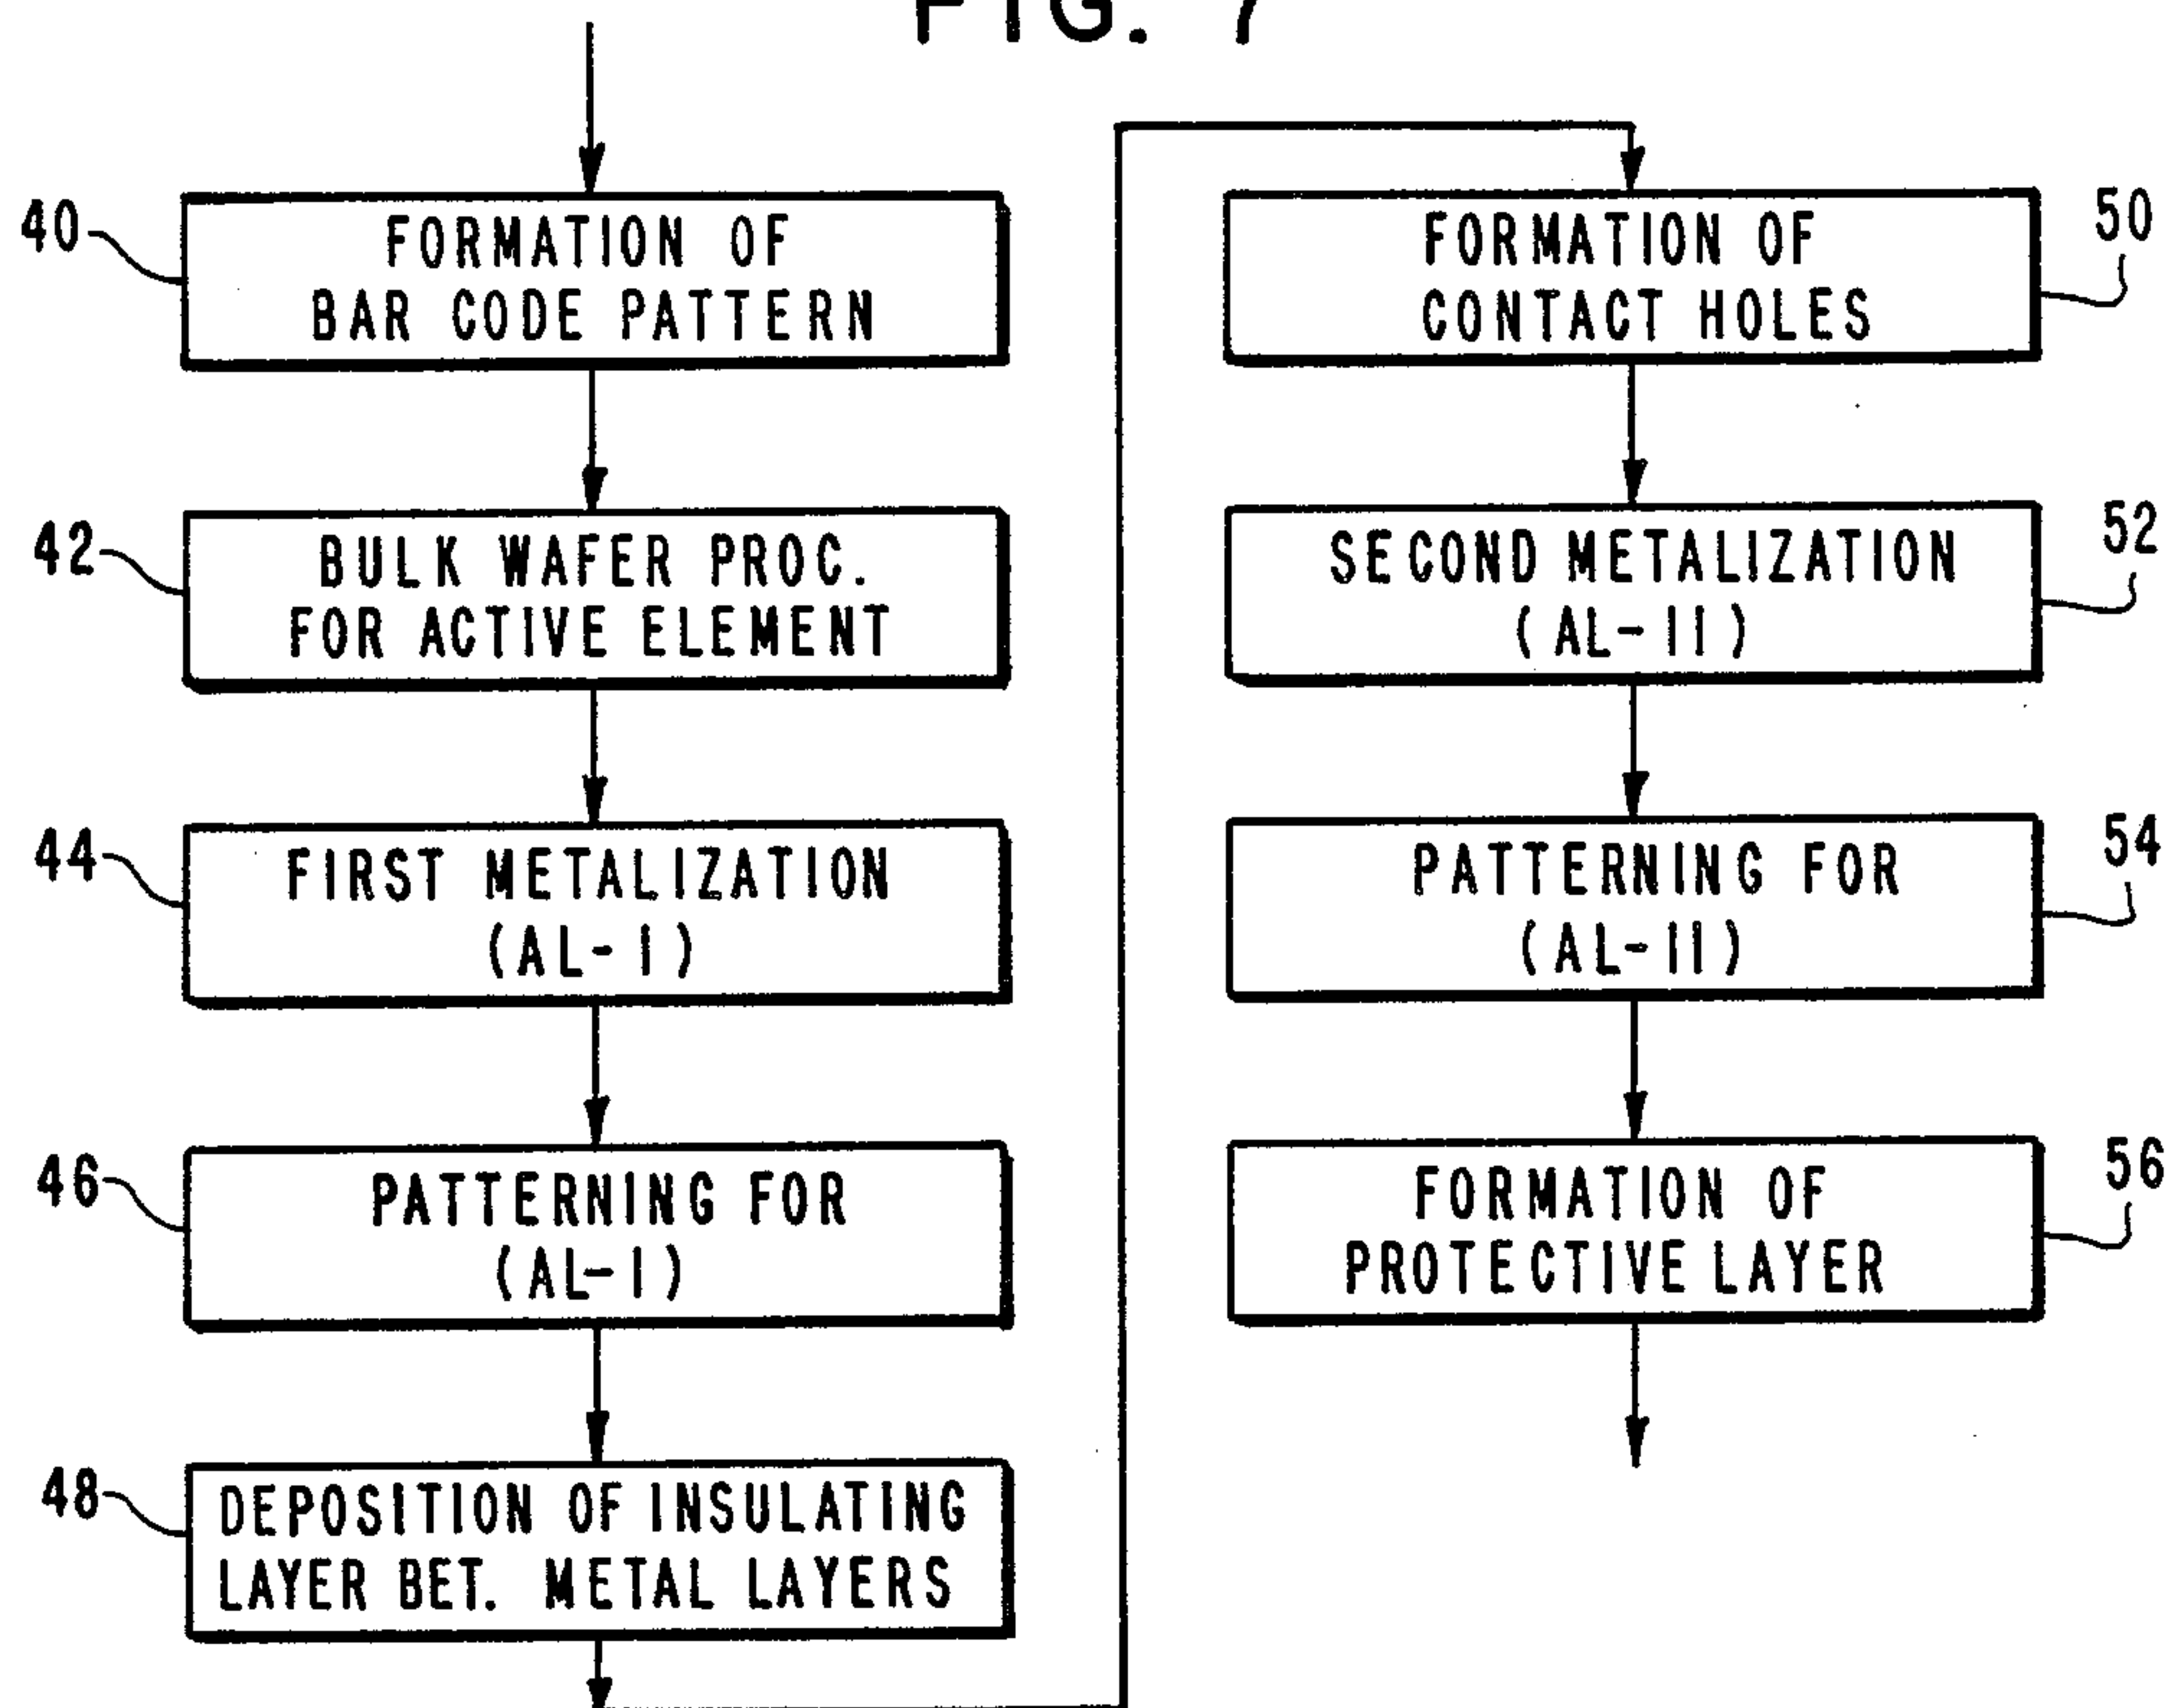 FIG. 7
40
FORMATION OF
BAR CODE PATTERN
42
BULK WAFER PROC.
FOR ACTIVE ELEMENT
44
FIRST METALIZATION
(AL-I)
46
PATTERNING FOR
(AL-I)
48
DEPOSITION OF INSULATING
LAYER BET. METAL LAYERS
50
FORMATION OF
CONTACT HOLES
52
SECOND METALIZATION
(AL-II)
54
PATTERNING FOR
(AL-II)
56
FORMATION OF
PROTECTIVE LAYER